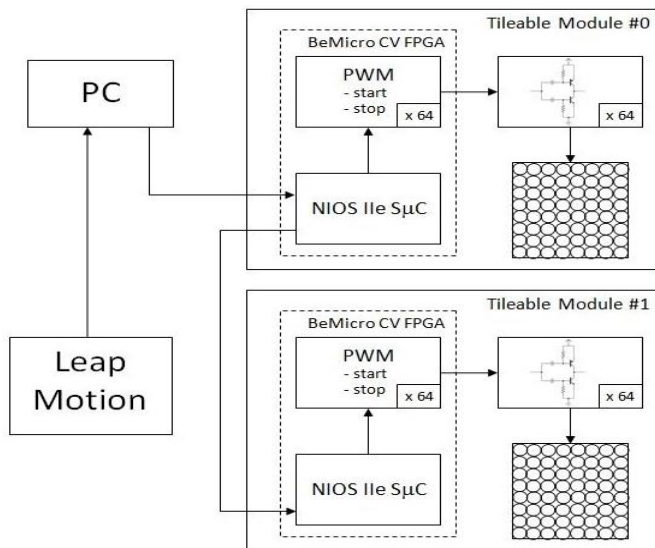 Tileable Module #0
BeMicro CV FPGA
PC
PWM
- start
- stop
x 64
x 64
NIOS IIe SμC
Tileable Module #1
BeMicro CV FPGA
Leap
Motion
PWM
- start
- stop
x 64
x 64
NIOS IIe SμC